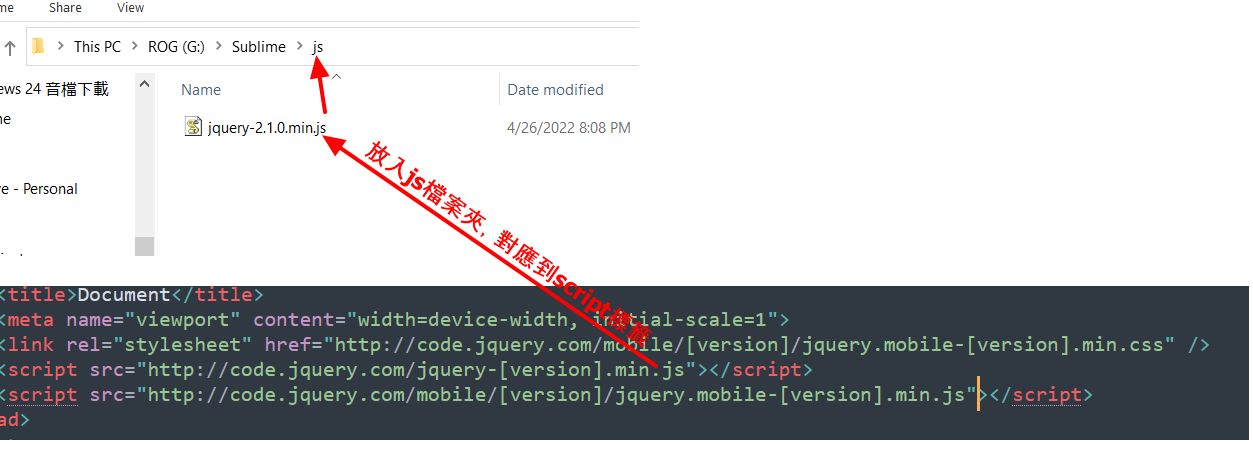 me Share View
This PC > ROG (G:) > Sublime > js
ews 24 音檔下載
Name Date modified
ne
jquery-2.1.0.min.js 4/26/2022 8:08 PM
ve - Personal
放入js檔案夾, 對應到script標籤
<title>Document</title>
<meta name="viewport" content="width=device-width, initial-scale=1">
<link rel="stylesheet" href="http://code.jquery.com/mobile/[version]/jquery.mobile-[version].min.css" />
<script src="http://code.jquery.com/jquery-[version].min.js"></script>
<script src="http://code.jquery.com/mobile/[version]/jquery.mobile-[version].min.js"></script>
ad>